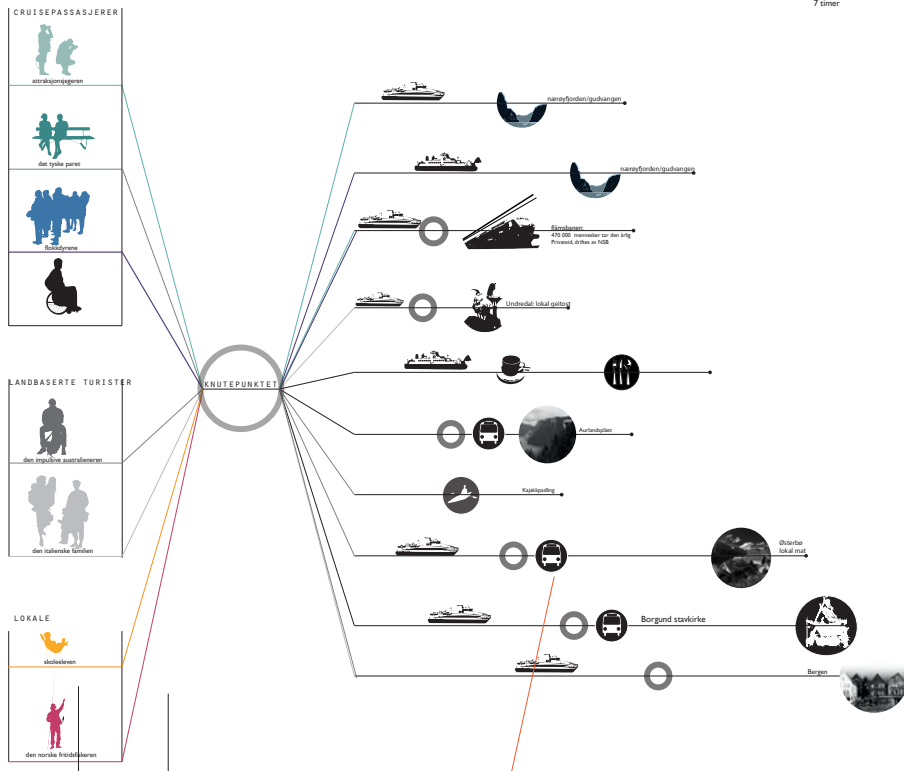 7 timer
CRUISEPASSASJERER
attraksjonsjegeren
det tyske paret
flokkdyrene
LANDBASERTE TURISTER
den impulsive australieneren
den italienske familien
LOKALE
skoleeleven
den norske fritidsfiskeren
KNUTEPUNKTET
nærøyfjorden/gudvangen
nærøyfjorden/gudvangen
flåmsbanen:
470 000 mennesker tar den årlig
Privateid, driftes av NSB
Undredal: lokal geitost
Aurlandsplået
Kajakkpadling
Østerbø
lokal mat
Borgund stavkirke
Bergen